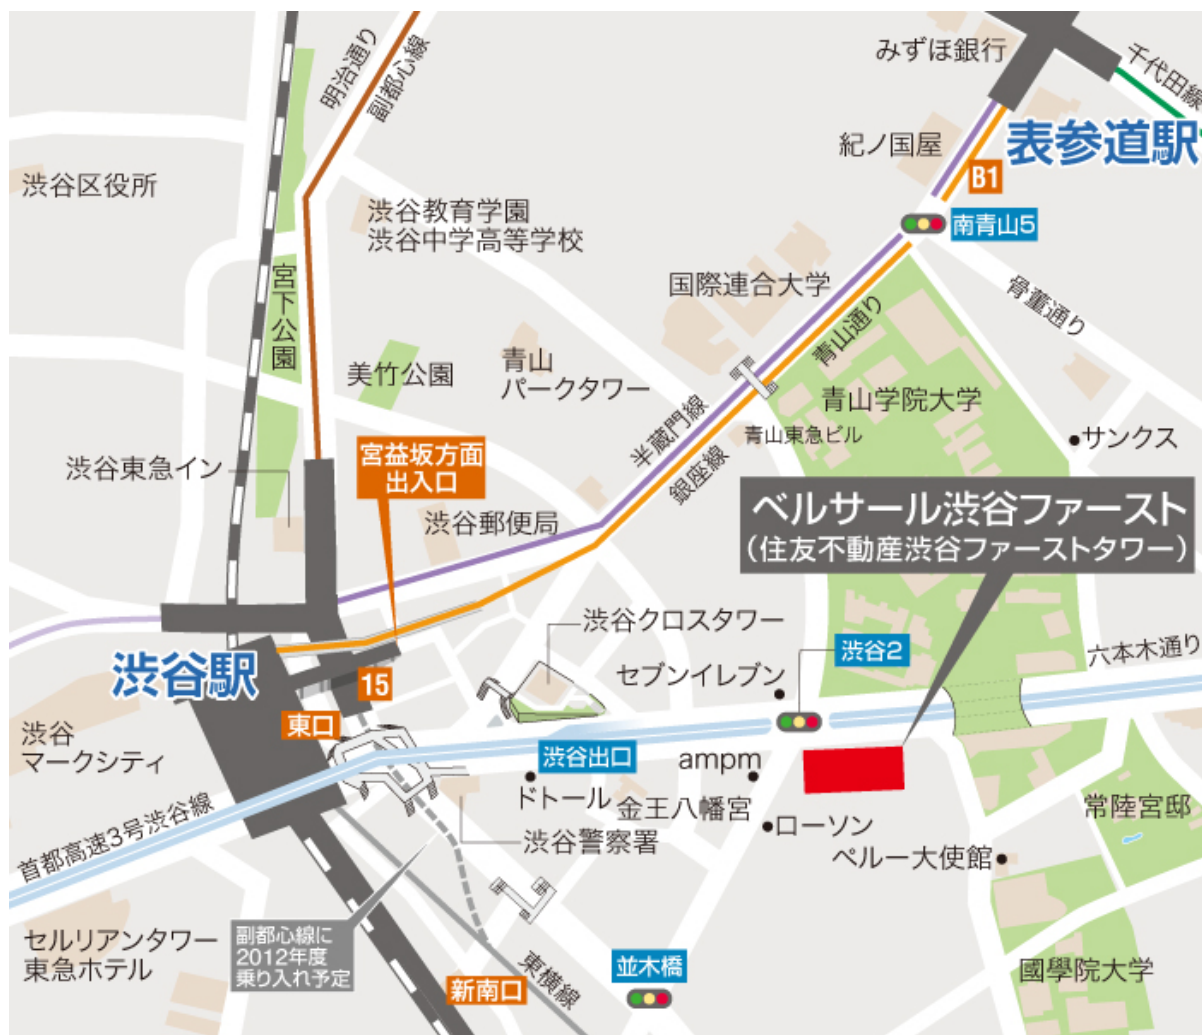 みずほ銀行
千代田線
明治通り
副都心線
紀ノ国屋
表参道駅
B1
渋谷区役所
渋谷教育学園
渋谷中学高等学校
南青山5
宮下公園
国際連合大学
骨董通り
青山通り
美竹公園
青山
パークタワー
青山学院大学
半蔵門線
青山東急ビル
サンクス
渋谷東急イン
宮益坂方面
出入口
銀座線
渋谷郵便局
ベルサール渋谷ファースト
(住友不動産渋谷ファーストタワー)
渋谷クロスタワー
渋谷2
六本木通り
渋谷駅
セブンイレブン
15
東口
渋谷
マークシティ
渋谷出口
ampm
ドトール
金王八幡宮
常陸宮邸
首都高速3号渋谷線
渋谷警察署
ローソン
ペルー大使館
セルリアンタワー
東急ホテル
副都心線に
2012年度
乗り入れ予定
新南口
東横線
並木橋
國學院大学